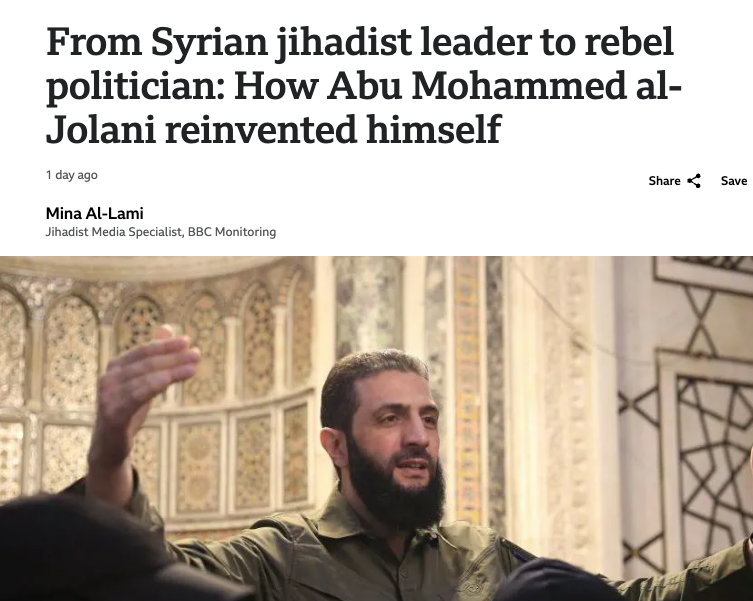 From Syrian jihadist leader to rebel
politician: How Abu Mohammed al-
Jolani reinvented himself
1 day ago
Share Save
Mina Al-Lami
Jihadist Media Specialist, BBC Monitoring